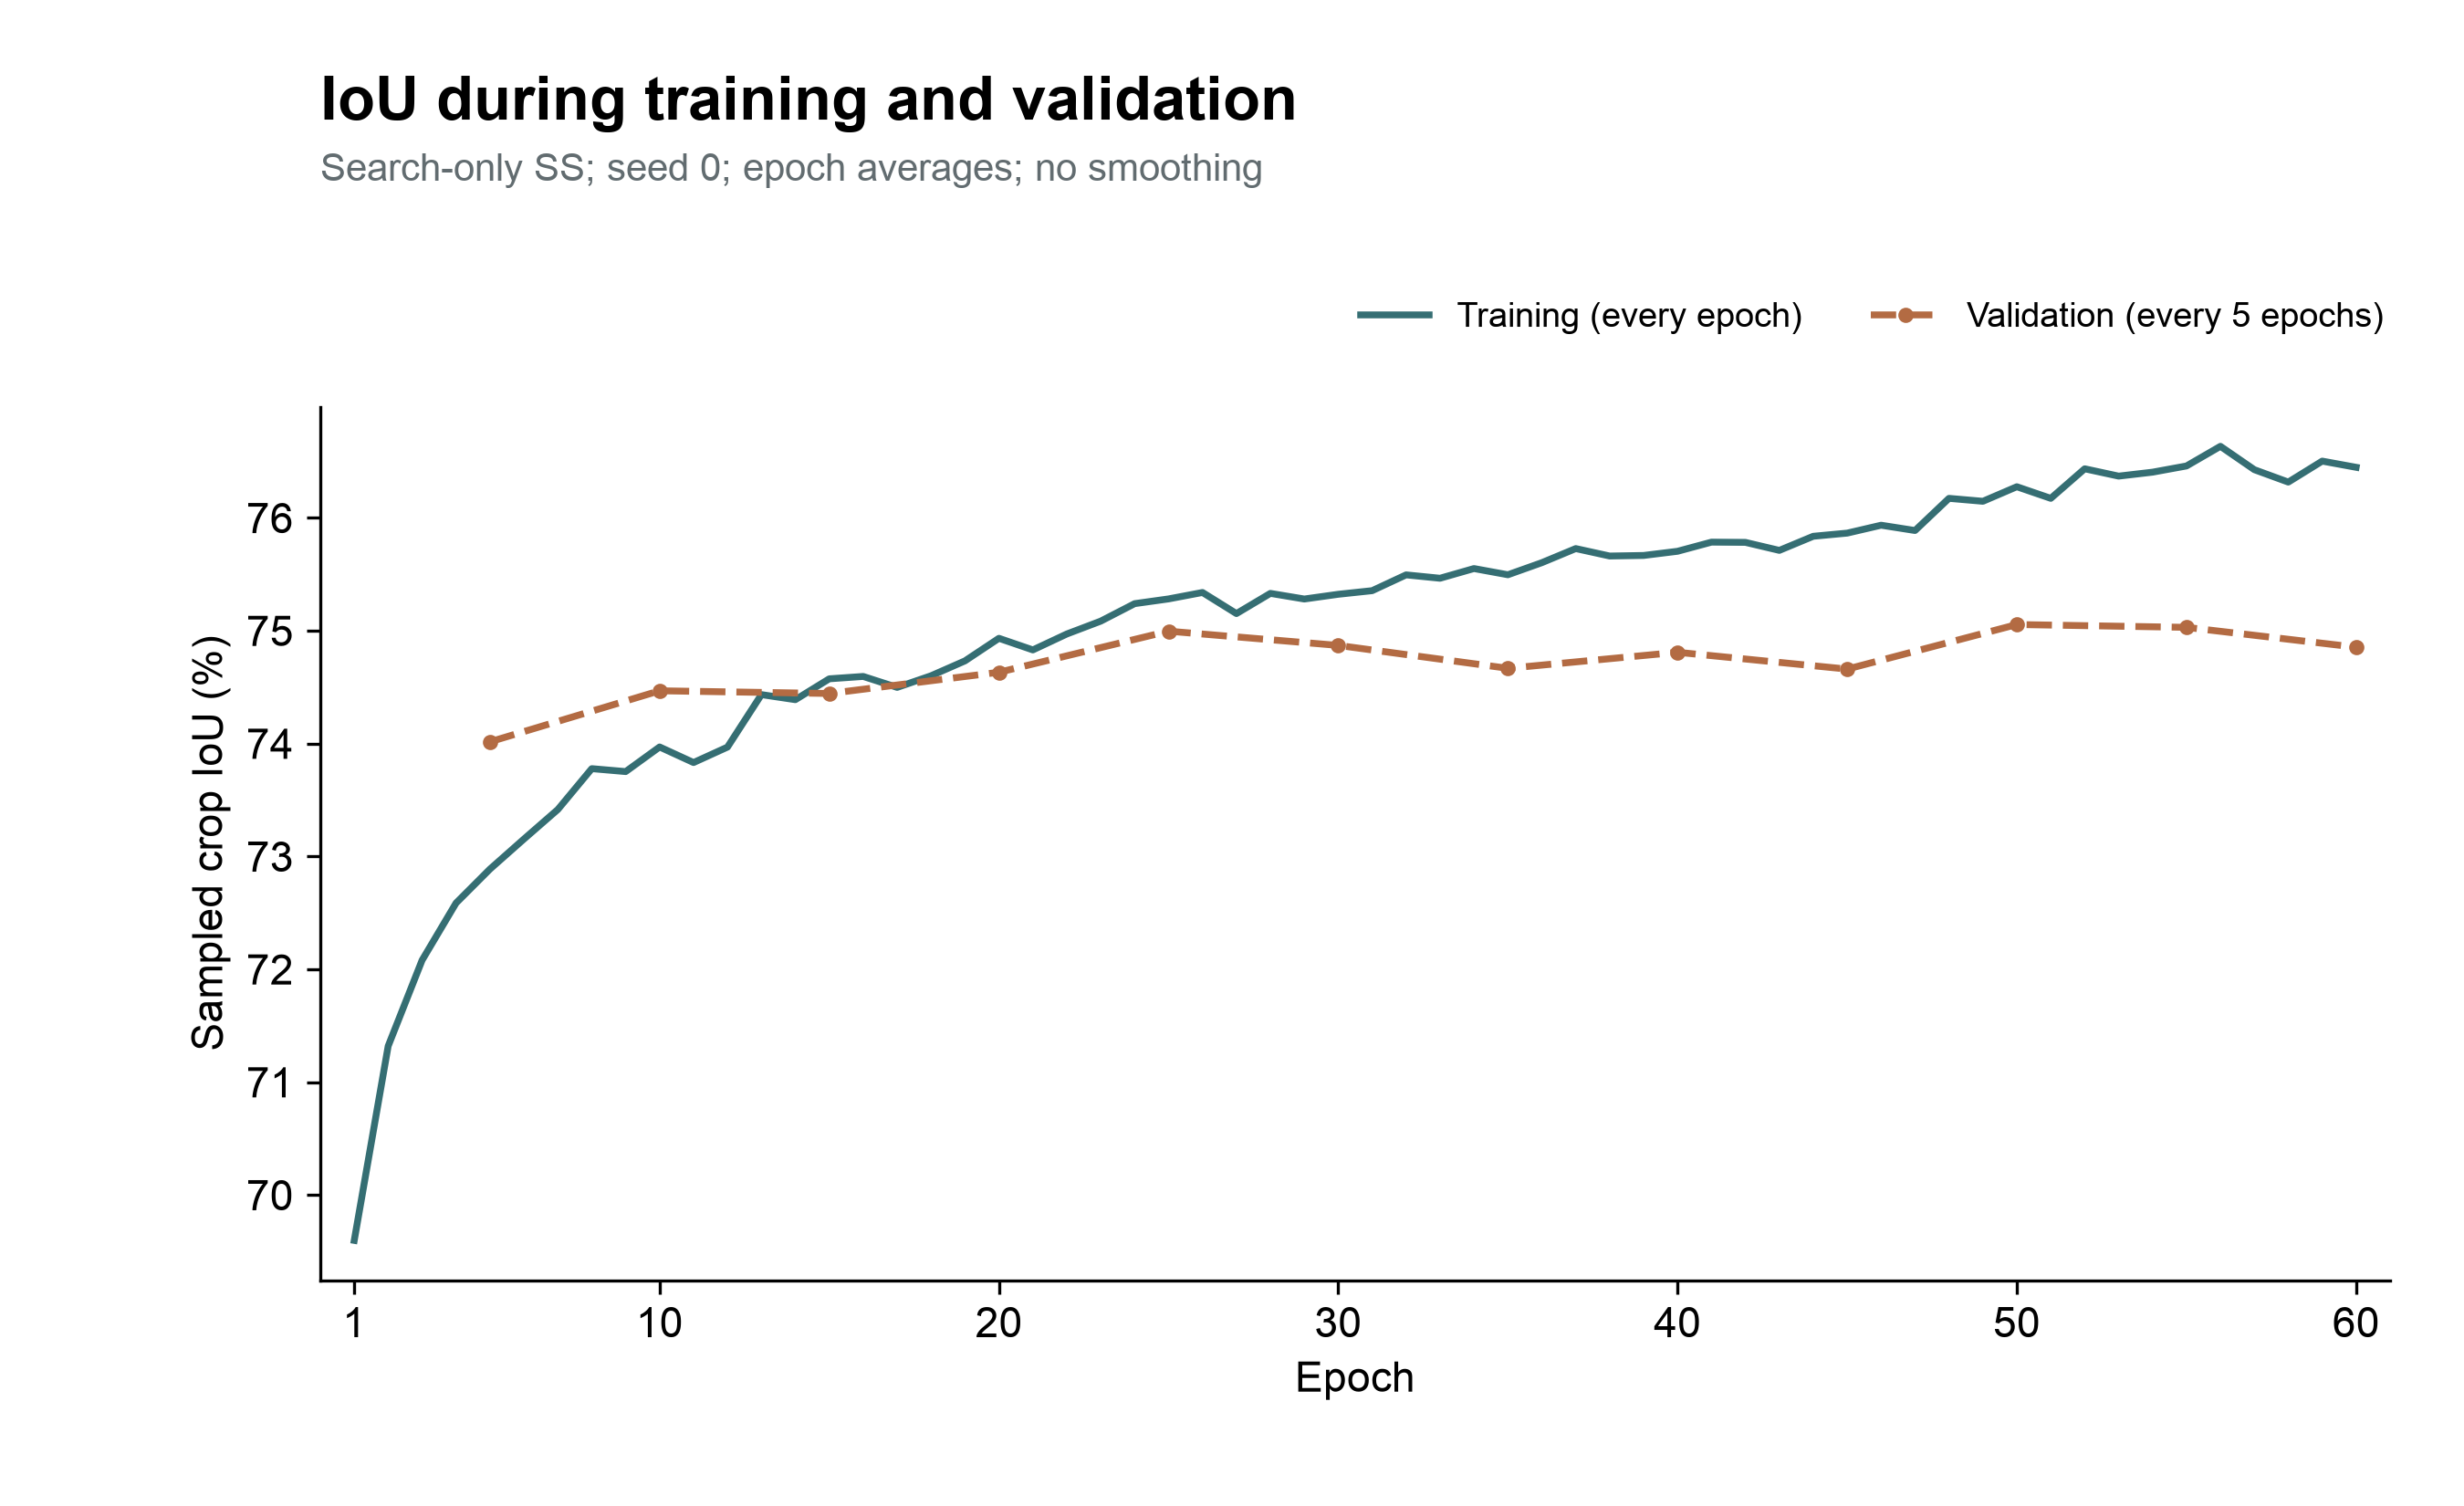 IoU during training and validation
Search-only SS; seed 0; epoch averages; no smoothing
Training (every epoch)
Validation (every 5 epochs)
Sampled crop IoU (%)
76
75
74
73
72
71
70
1
10
20
30
40
50
60
Epoch